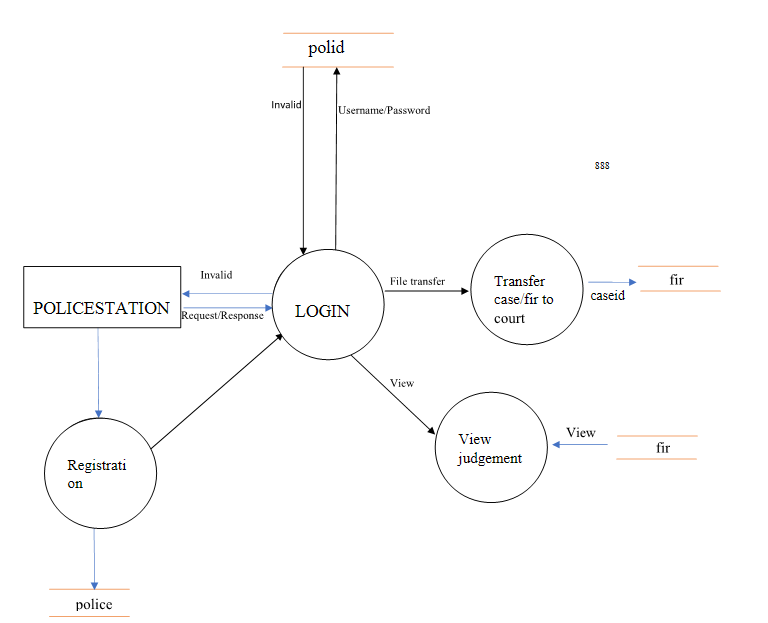 polid
Invalid
Username/Password
sss
Invalid
File transfer
Transfer
case/fir to
court
fir
caseid
POLICESTATION
Request/Response
LOGIN
View
View
judgement
View
fir
Registrati
on
police